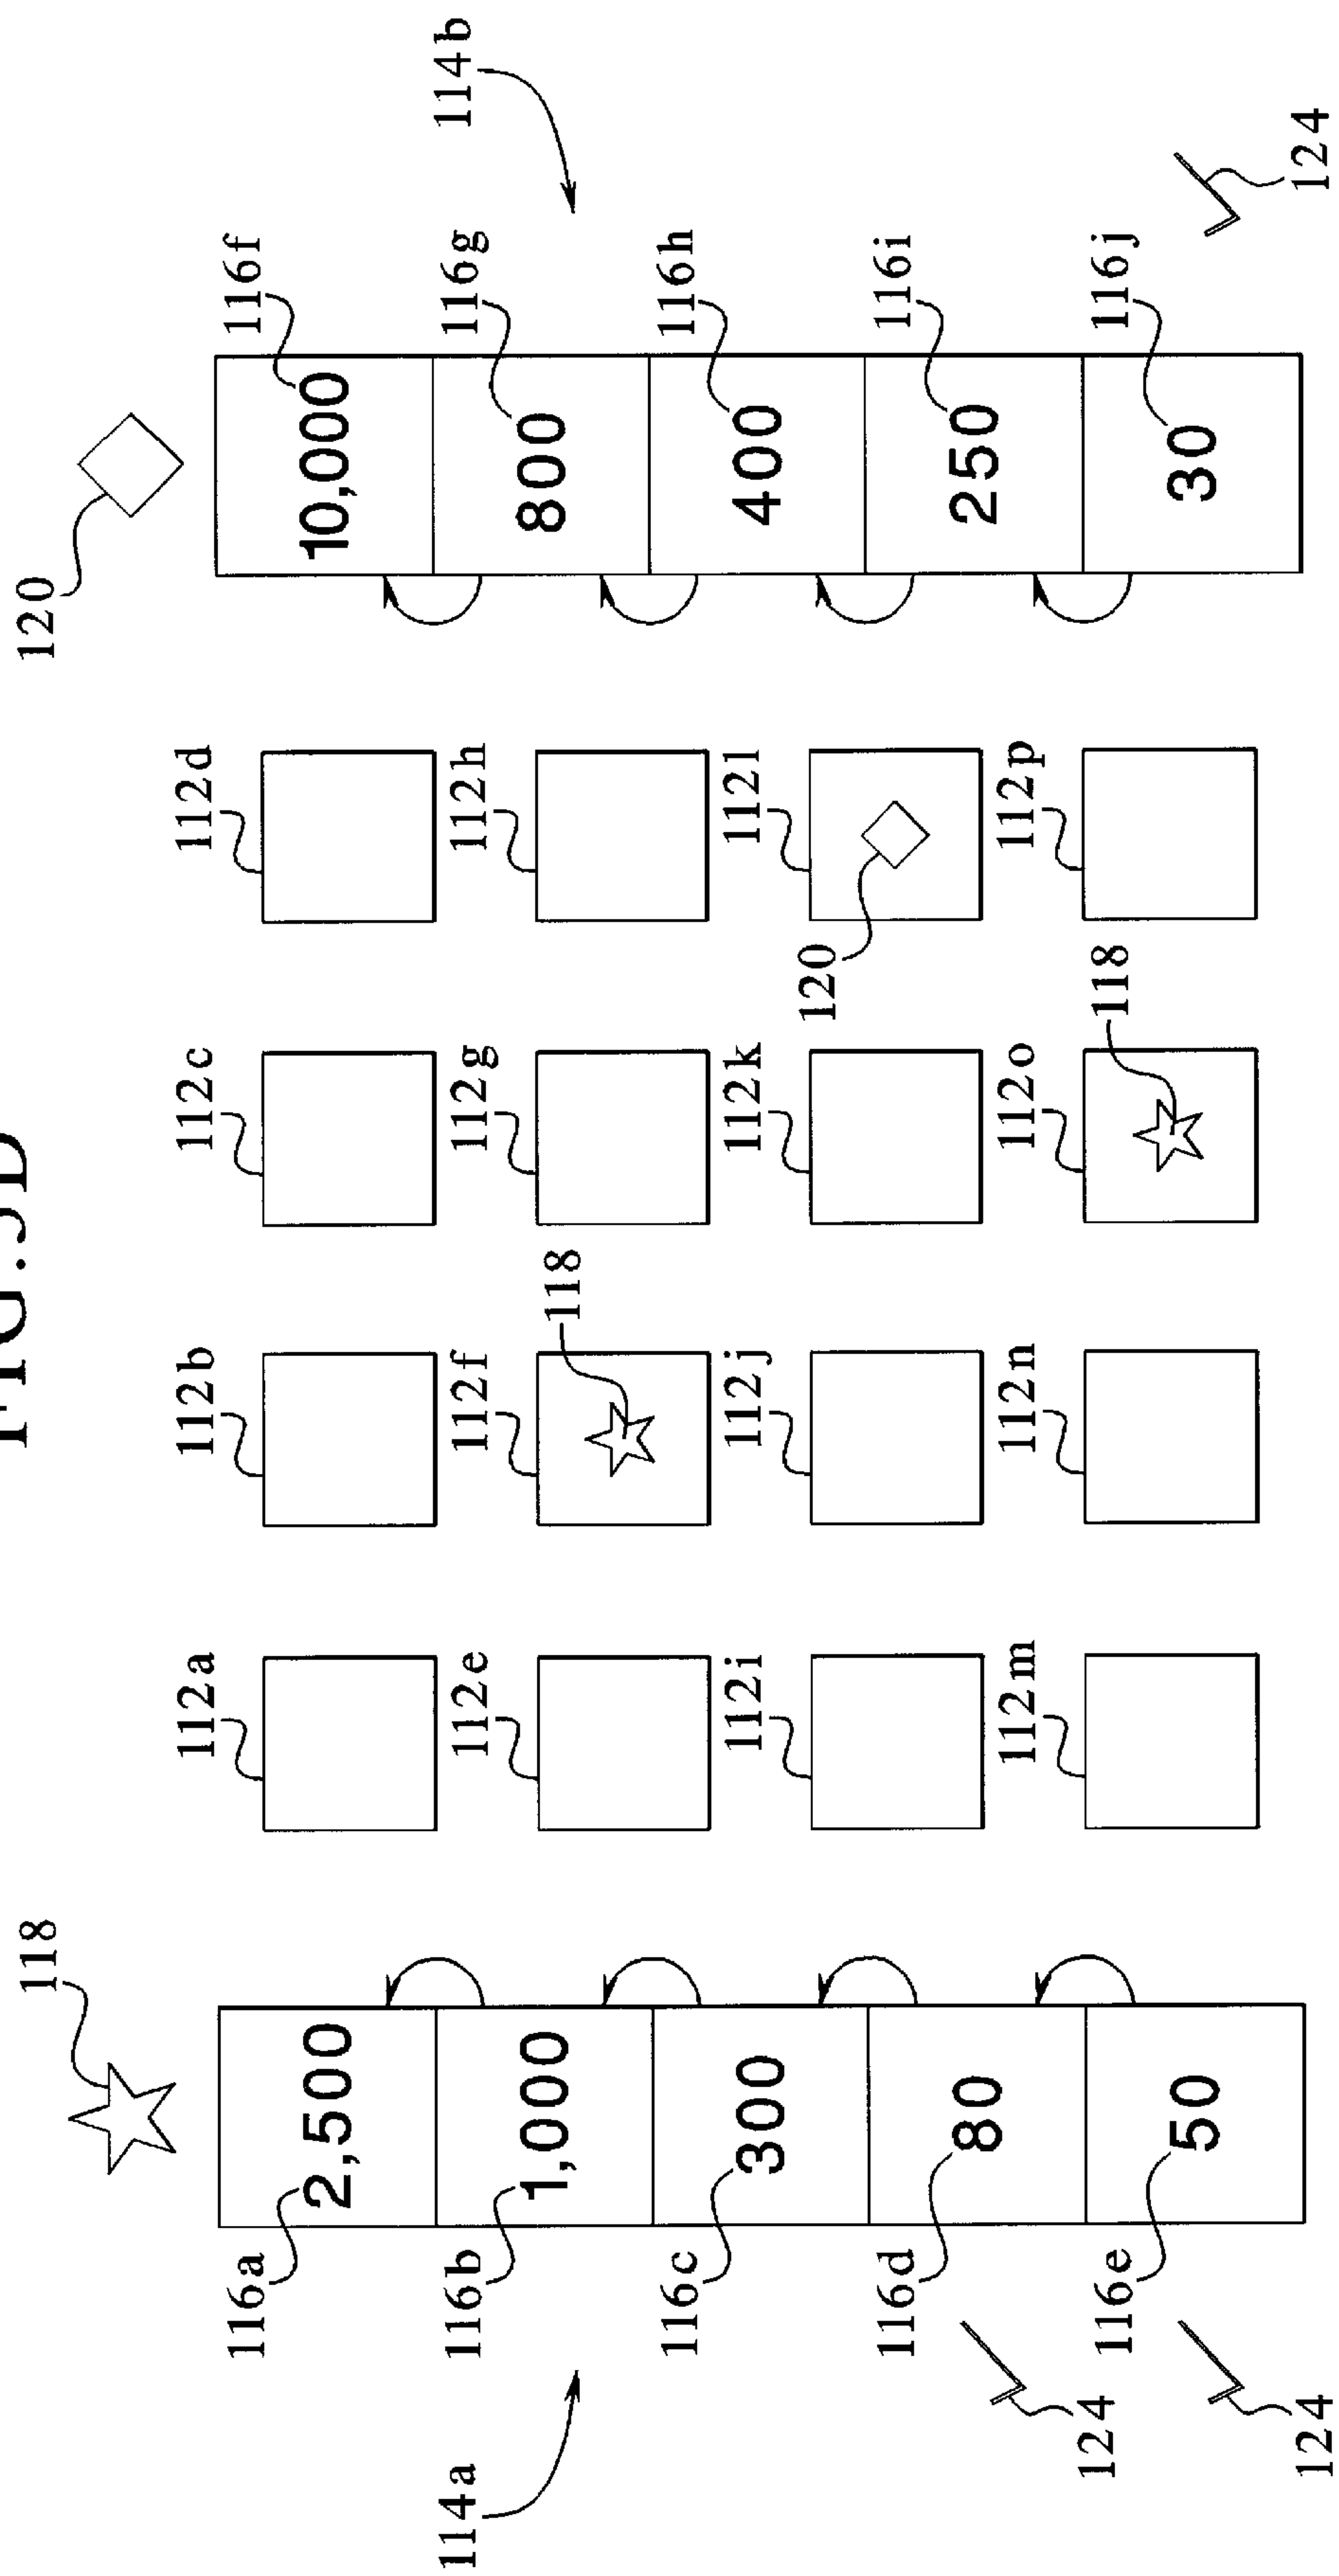 FIG.
118 120
112a 112b 112c 112d
116a 116f
2,500 10,000
114a 116b 112e 112f 112g 112h 116g 114b
1,000 118 800
116c 116h
112i 112j 112k 112l
300 400
120
116d 116i
80 250
112m 112n 112o 112p
124 116e 118 116j
50 30
124 124